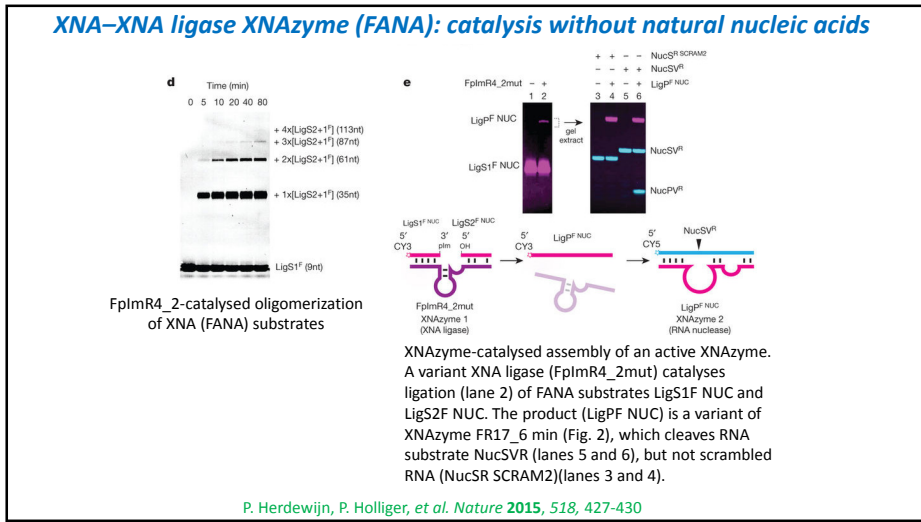 XNA–XNA ligase XNAzyme (FANA): catalysis without natural nucleic acids
d
Time (min)
0 5 10 20 40 80
+ 4x[LigS2+1F] (113nt)
+ 3x[LigS2+1F] (87nt)
+ 2x[LigS2+1F] (61nt)
+ 1x[LigS2+1F] (35nt)
LigS1F (9nt)
FpImR4_2-catalysed oligomerization
of XNA (FANA) substrates
e
FpImR4_2mut – +
1 2
LigPF NUC
LigS1F NUC
gel
extract
+ + – – NucSR SCRAM2
– – + + NucSVR
– + – + LigPF NUC
3 4 5 6
NucSVR
NucPVR
LigS1F NUC LigS2F NUC
5′ 3′ 5′
CY3 pIm OH
FpImR4_2mut
XNAzyme 1
(XNA ligase)
5′ LigPF NUC
CY3
NucSVR
5′
CY5
LigPF NUC
XNAzyme 2
(RNA nuclease)
XNAzyme-catalysed assembly of an active XNAzyme.
A variant XNA ligase (FpImR4_2mut) catalyses
ligation (lane 2) of FANA substrates LigS1F NUC and
LigS2F NUC. The product (LigPF NUC) is a variant of
XNAzyme FR17_6 min (Fig. 2), which cleaves RNA
substrate NucSVR (lanes 5 and 6), but not scrambled
RNA (NucSR SCRAM2)(lanes 3 and 4).
P. Herdewijn, P. Holliger, et al. Nature 2015, 518, 427-430